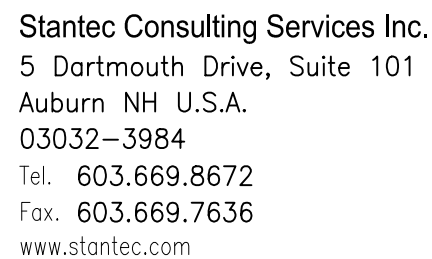 Stantec Consulting Services Inc.
5 Dartmouth Drive, Suite 101
Auburn NH U.S.A.
03032-3984
Tel. 603.669.8672
Fax. 603.669.7636
www.stantec.com